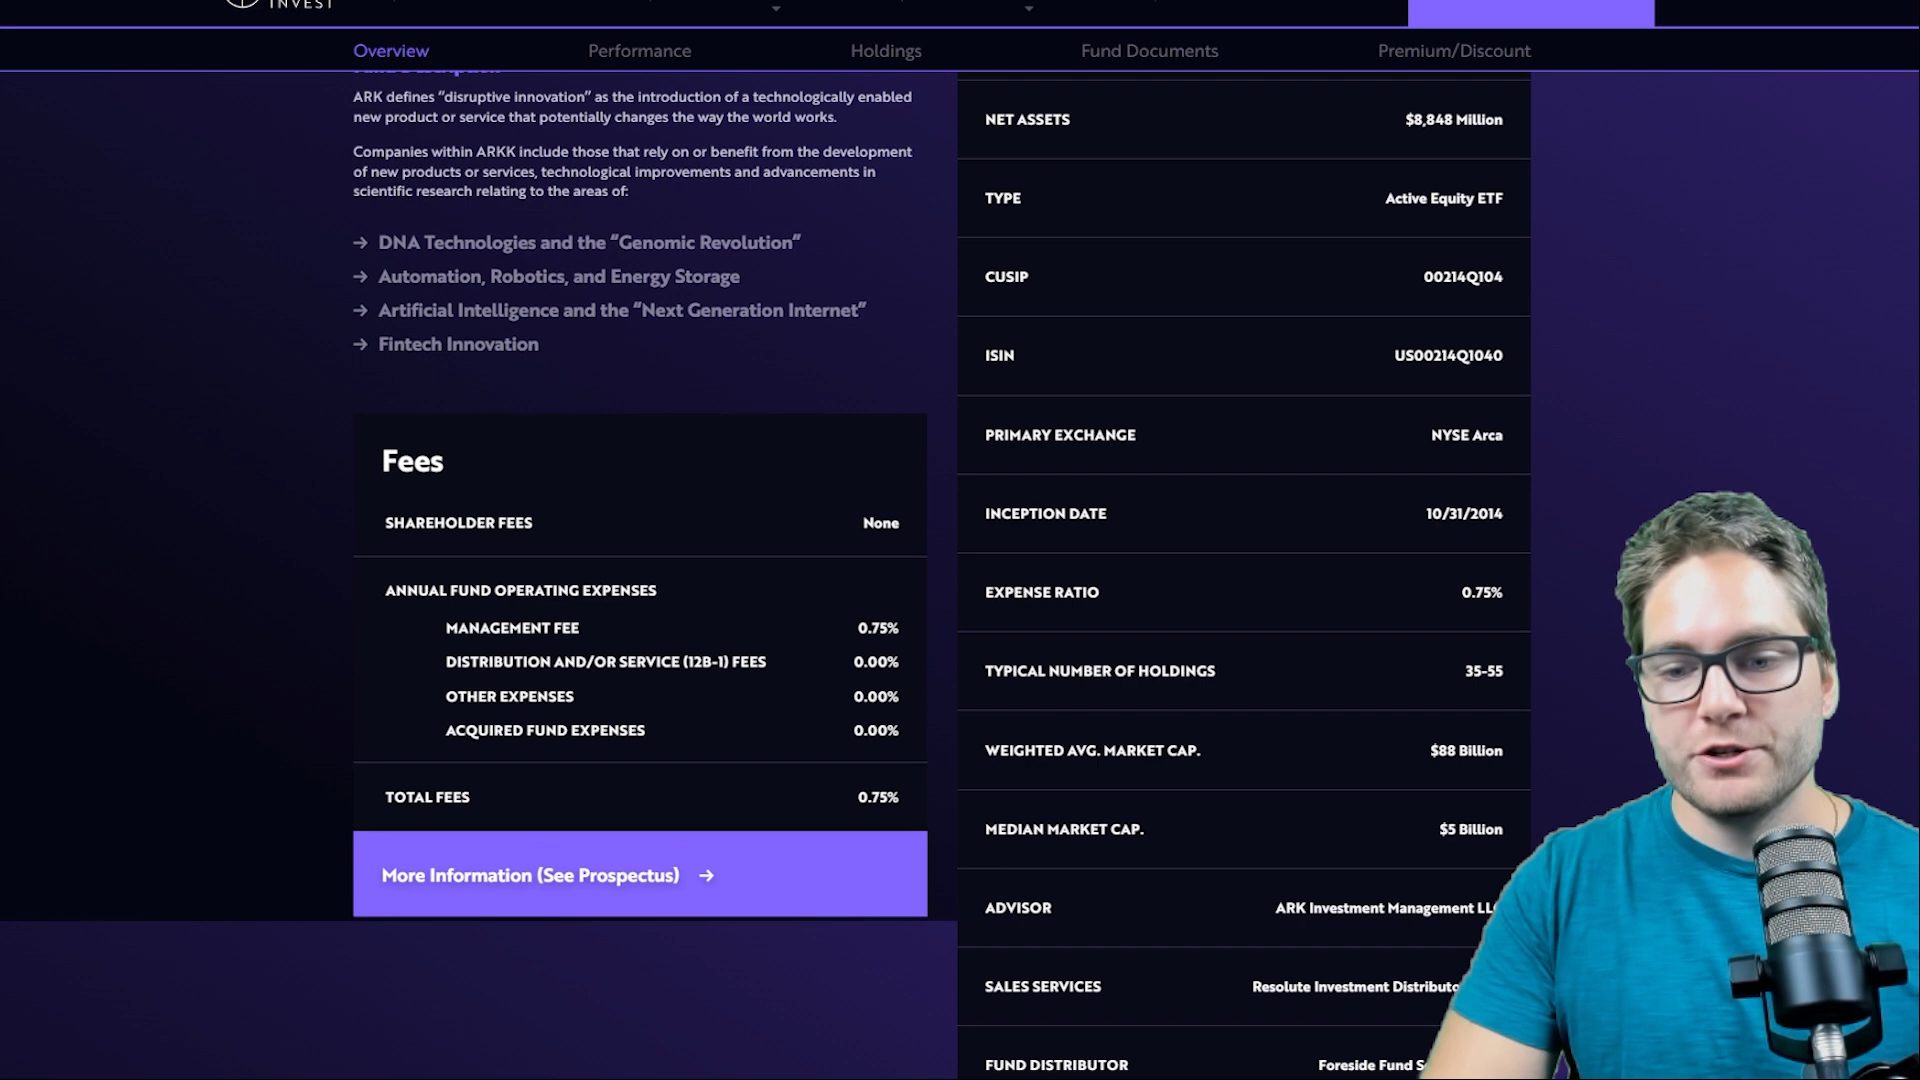 INVEST
Overview
Performance
Holdings
Fund Documents
Premium/Discount
Fund Description
ARK defines “disruptive innovation” as the introduction of a technologically enabled
new product or service that potentially changes the way the world works.
Companies within ARKK include those that rely on or benefit from the development
of new products or services, technological improvements and advancements in
scientific research relating to the areas of:
→ DNA Technologies and the “Genomic Revolution”
→ Automation, Robotics, and Energy Storage
→ Artificial Intelligence and the “Next Generation Internet”
→ Fintech Innovation
Fees
SHAREHOLDER FEES None
ANNUAL FUND OPERATING EXPENSES
MANAGEMENT FEE 0.75%
DISTRIBUTION AND/OR SERVICE (12B-1) FEES 0.00%
OTHER EXPENSES 0.00%
ACQUIRED FUND EXPENSES 0.00%
TOTAL FEES 0.75%
More Information (See Prospectus) →
NET ASSETS $8,848 Million
TYPE Active Equity ETF
CUSIP 00214Q104
ISIN US00214Q1040
PRIMARY EXCHANGE NYSE Arca
INCEPTION DATE 10/31/2014
EXPENSE RATIO 0.75%
TYPICAL NUMBER OF HOLDINGS 35-55
WEIGHTED AVG. MARKET CAP. $88 Billion
MEDIAN MARKET CAP. $5 Billion
ADVISOR ARK Investment Management LLC
SALES SERVICES Resolute Investment Distributo
FUND DISTRIBUTOR Foreside Fund S